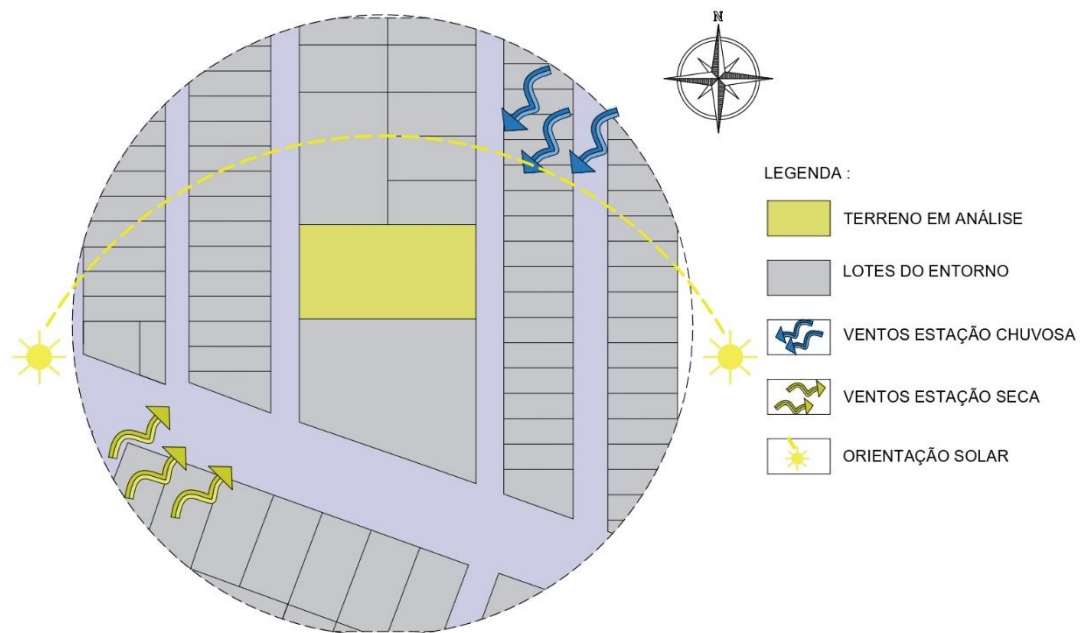 N
LEGENDA :
TERRENO EM ANÁLISE
LOTES DO ENTORNO
VENTOS ESTAÇÃO CHUVOSA
VENTOS ESTAÇÃO SECA
ORIENTAÇÃO SOLAR